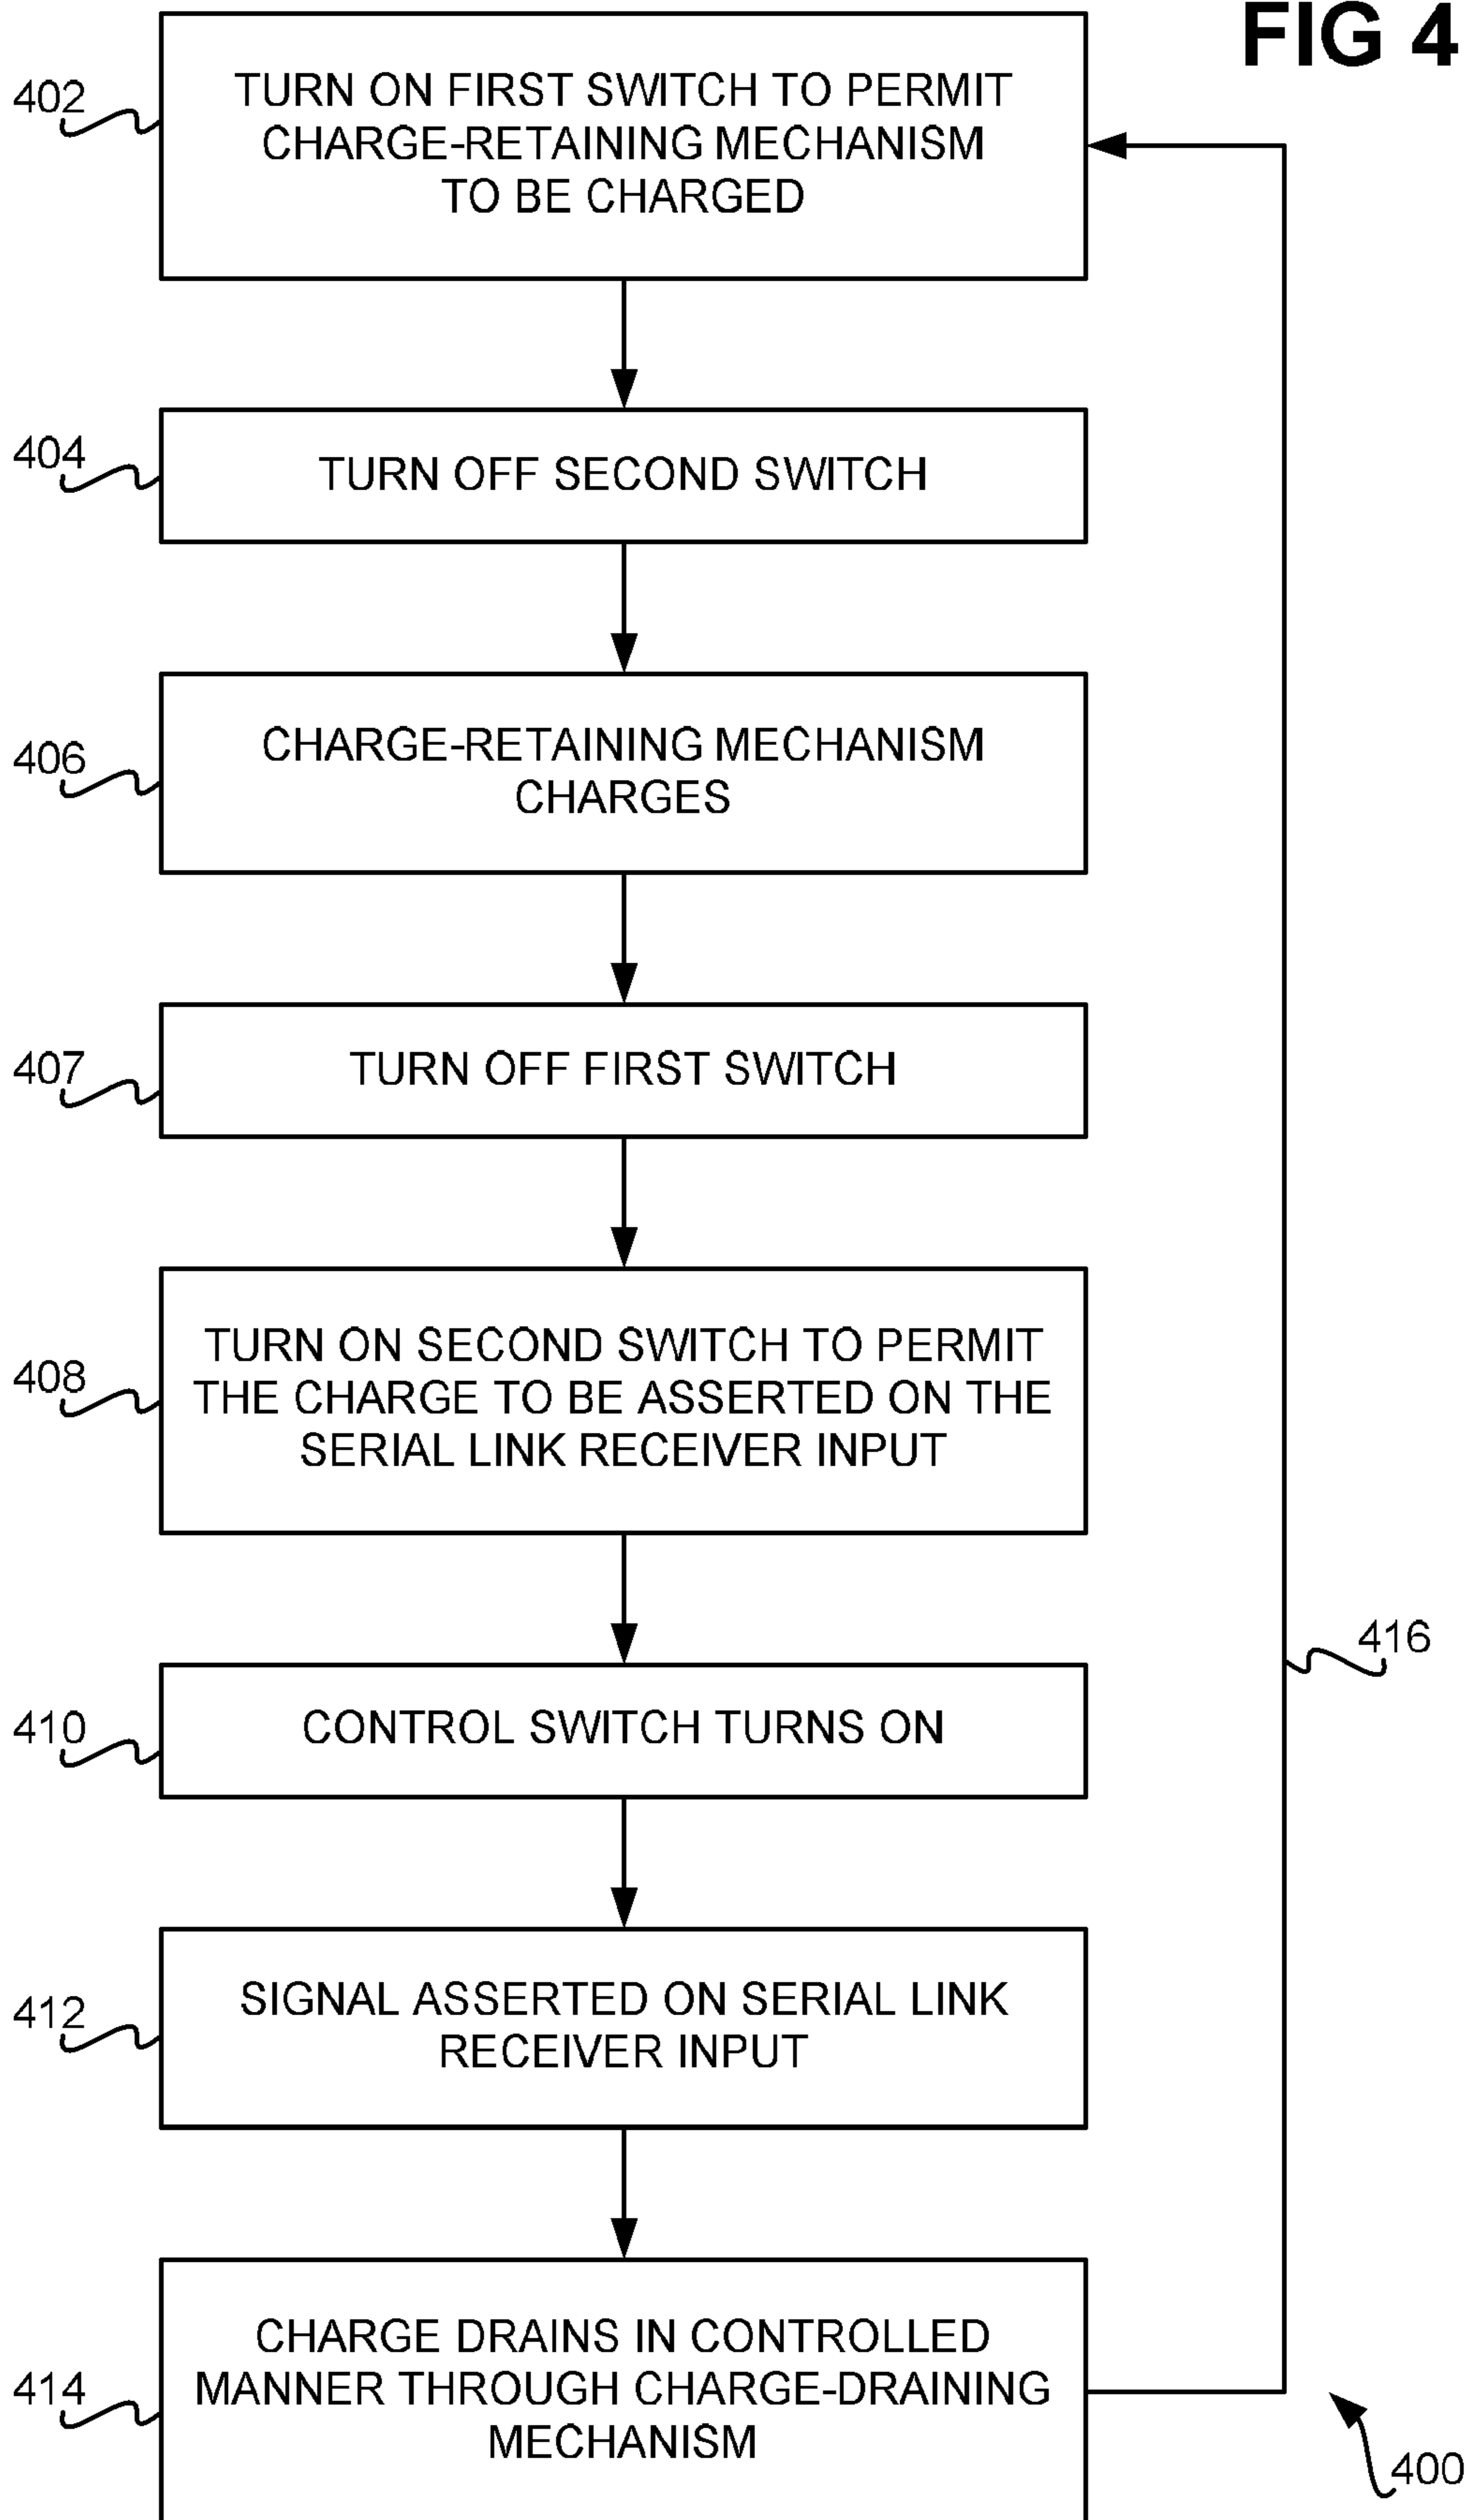 FIG 4
402
TURN ON FIRST SWITCH TO PERMIT
CHARGE-RETAINING MECHANISM
TO BE CHARGED
404
TURN OFF SECOND SWITCH
406
CHARGE-RETAINING MECHANISM
CHARGES
407
TURN OFF FIRST SWITCH
408
TURN ON SECOND SWITCH TO PERMIT
THE CHARGE TO BE ASSERTED ON THE
SERIAL LINK RECEIVER INPUT
416
410
CONTROL SWITCH TURNS ON
412
SIGNAL ASSERTED ON SERIAL LINK
RECEIVER INPUT
414
CHARGE DRAINS IN CONTROLLED
MANNER THROUGH CHARGE-DRAINING
MECHANISM
400